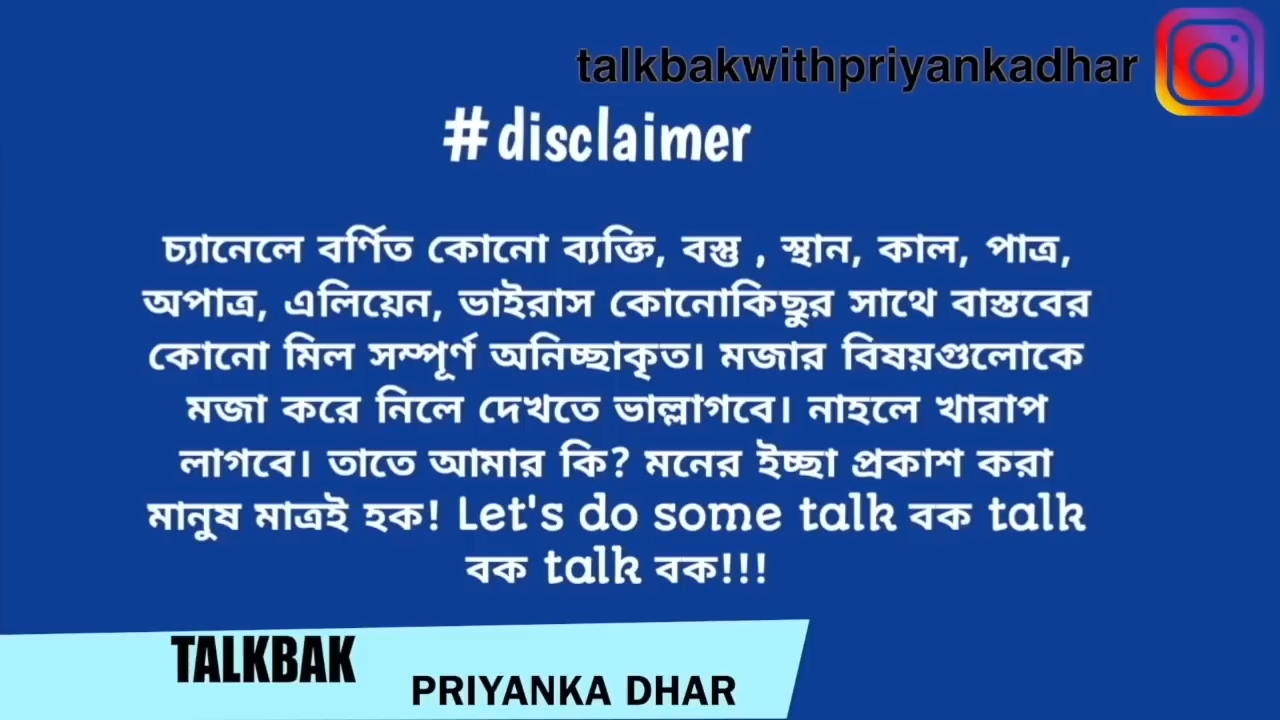 talkbakwithpriyankadhar
#disclaimer
চ্যানেলে বর্ণিত কোনো ব্যক্তি, বস্তু , স্থান, কাল, পাত্র,
অপাত্র, এলিয়েন, ভাইরাস কোনোকিছুর সাথে বাস্তবের
কোনো মিল সম্পূর্ণ অনিচ্ছাকৃত। মজার বিষয়গুলোকে
মজা করে নিলে দেখতে ভাল্লাগবে। নাহলে খারাপ
লাগবে। তাতে আমার কি? মনের ইচ্ছা প্রকাশ করা
মানুষ মাত্রই হক! Let's do some talk বক talk
বক talk বক!!!
TALKBAK
PRIYANKA DHAR